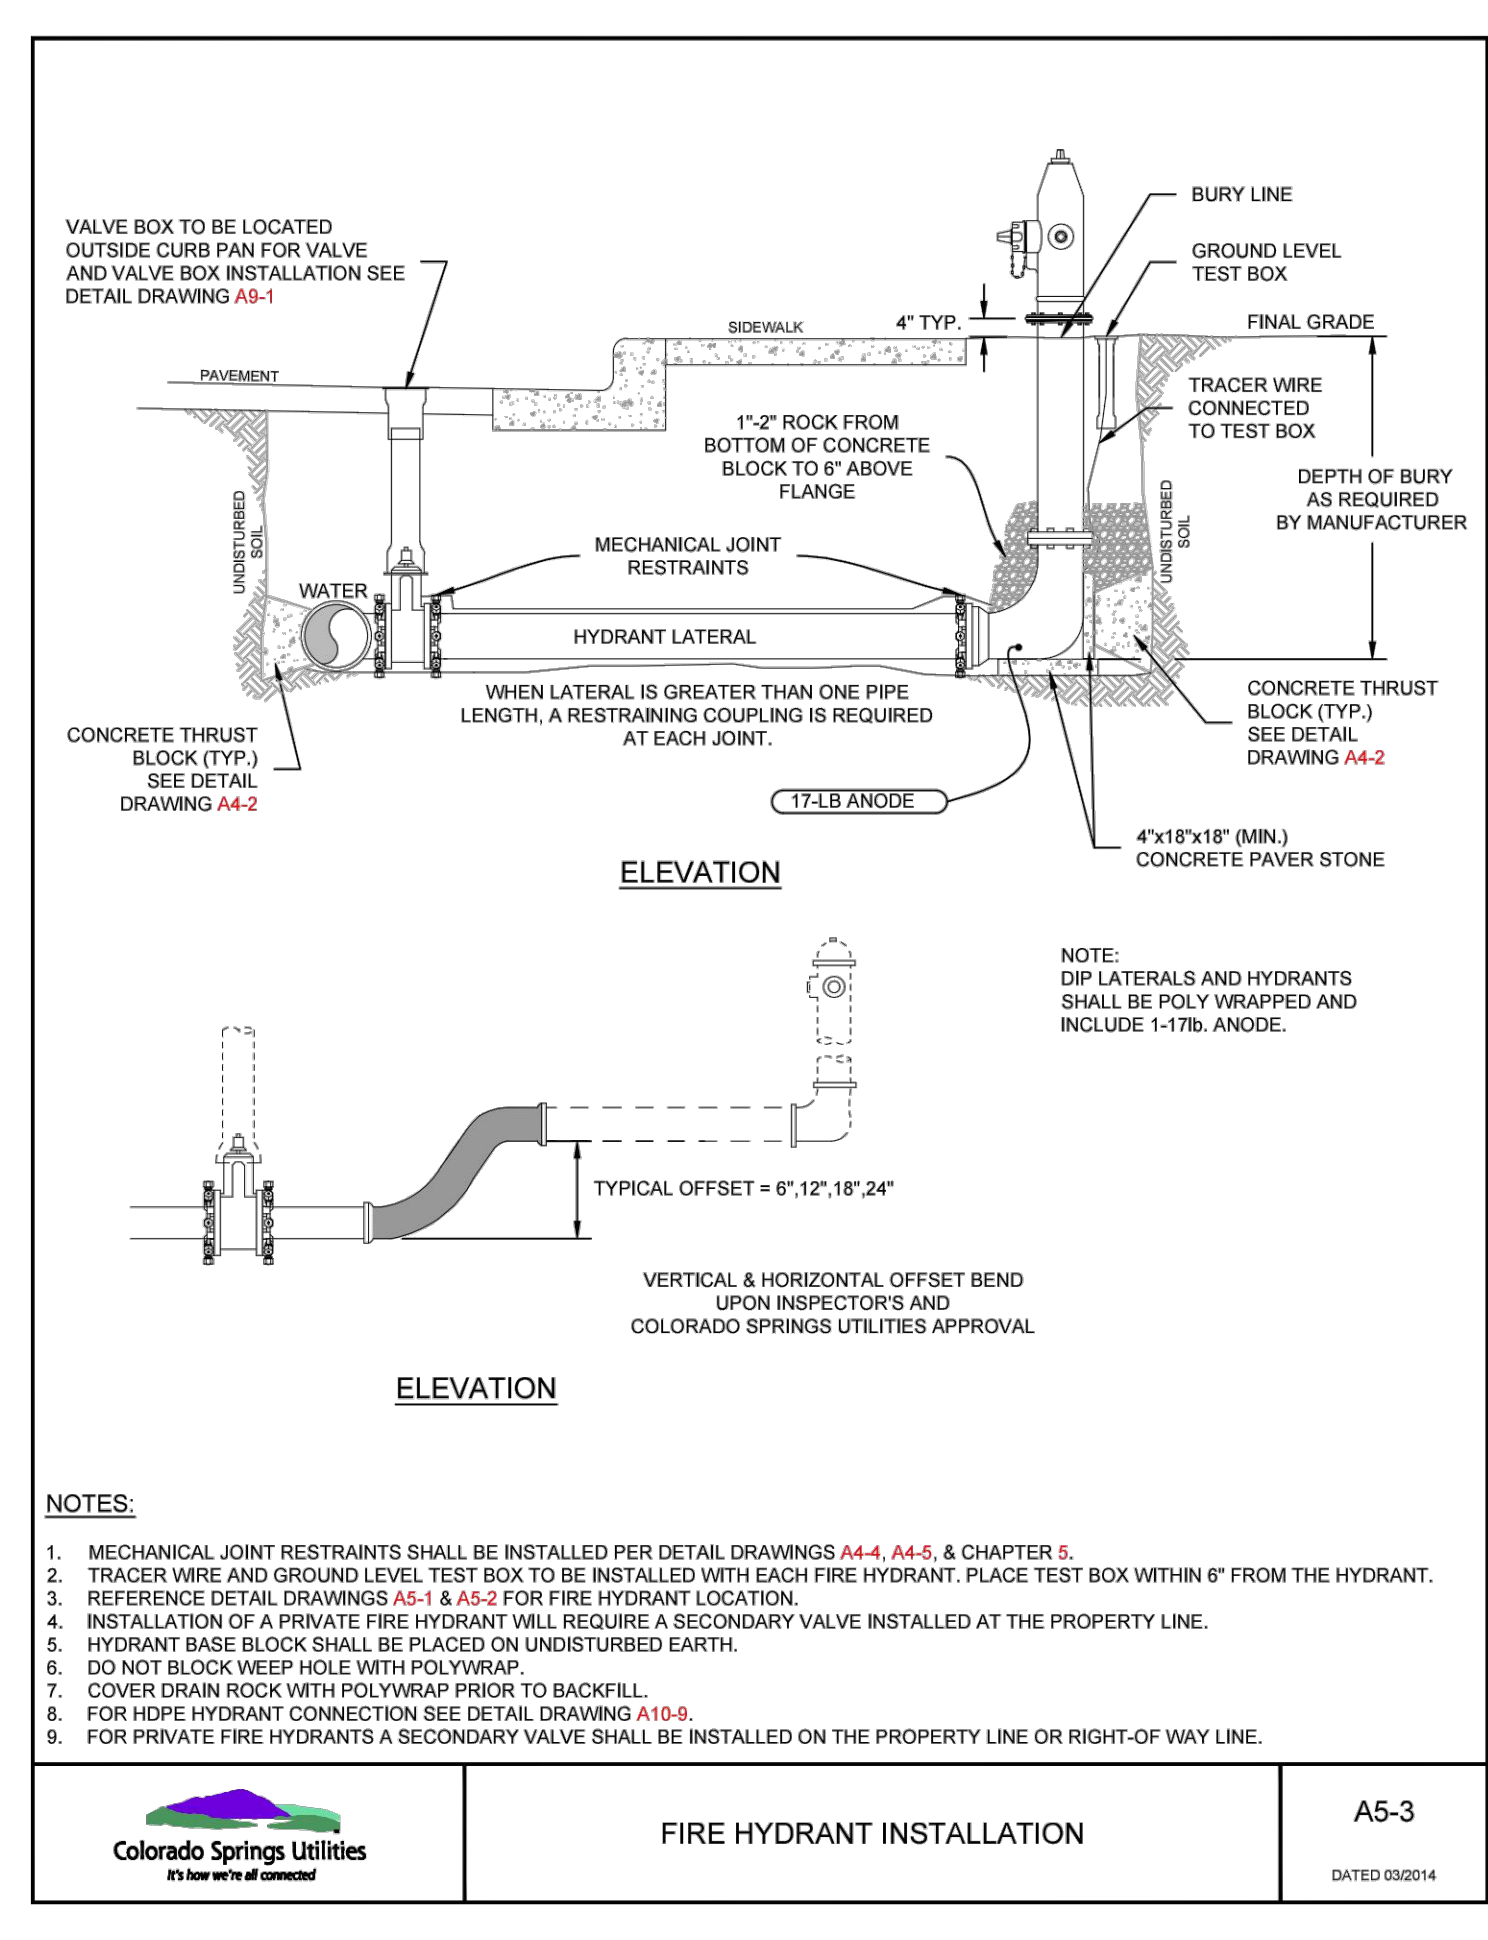 VALVE BOX TO BE LOCATED
OUTSIDE CURB PAN FOR VALVE
AND VALVE BOX INSTALLATION SEE
DETAIL DRAWING A9-1
BURY LINE
GROUND LEVEL
TEST BOX
4" TYP.
SIDEWALK
FINAL GRADE
PAVEMENT
TRACER WIRE
CONNECTED
TO TEST BOX
1"-2" ROCK FROM
BOTTOM OF CONCRETE
BLOCK TO 6" ABOVE
FLANGE
DEPTH OF BURY
AS REQUIRED
BY MANUFACTURER
UNDISTURBED
SOIL
UNDISTURBED
SOIL
MECHANICAL JOINT
RESTRAINTS
WATER
HYDRANT LATERAL
WHEN LATERAL IS GREATER THAN ONE PIPE
LENGTH, A RESTRAINING COUPLING IS REQUIRED
AT EACH JOINT.
CONCRETE THRUST
BLOCK (TYP.)
SEE DETAIL
DRAWING A4-2
CONCRETE THRUST
BLOCK (TYP.)
SEE DETAIL
DRAWING A4-2
17-LB ANODE
4"x18"x18" (MIN.)
CONCRETE PAVER STONE
ELEVATION
NOTE:
DIP LATERALS AND HYDRANTS
SHALL BE POLY WRAPPED AND
INCLUDE 1-17lb. ANODE.
TYPICAL OFFSET = 6",12",18",24"
VERTICAL & HORIZONTAL OFFSET BEND
UPON INSPECTOR'S AND
COLORADO SPRINGS UTILITIES APPROVAL
ELEVATION
NOTES:
1. MECHANICAL JOINT RESTRAINTS SHALL BE INSTALLED PER DETAIL DRAWINGS A4-4, A4-5, & CHAPTER 5.
2. TRACER WIRE AND GROUND LEVEL TEST BOX TO BE INSTALLED WITH EACH FIRE HYDRANT. PLACE TEST BOX WITHIN 6" FROM THE HYDRANT.
3. REFERENCE DETAIL DRAWINGS A5-1 & A5-2 FOR FIRE HYDRANT LOCATION.
4. INSTALLATION OF A PRIVATE FIRE HYDRANT WILL REQUIRE A SECONDARY VALVE INSTALLED AT THE PROPERTY LINE.
5. HYDRANT BASE BLOCK SHALL BE PLACED ON UNDISTURBED EARTH.
6. DO NOT BLOCK WEEP HOLE WITH POLYWRAP.
7. COVER DRAIN ROCK WITH POLYWRAP PRIOR TO BACKFILL.
8. FOR HDPE HYDRANT CONNECTION SEE DETAIL DRAWING A10-9.
9. FOR PRIVATE FIRE HYDRANTS A SECONDARY VALVE SHALL BE INSTALLED ON THE PROPERTY LINE OR RIGHT-OF WAY LINE.
Colorado Springs Utilities
It's how we're all connected
FIRE HYDRANT INSTALLATION
A5-3
DATED 03/2014